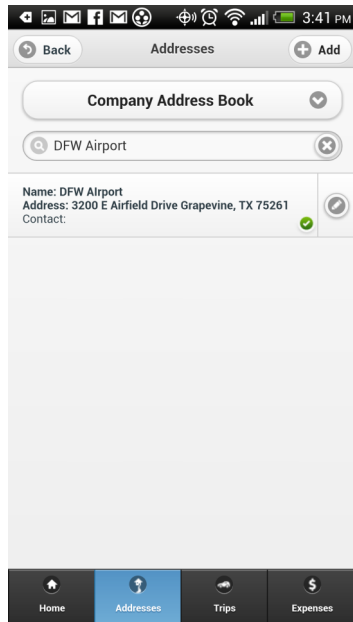 3:41 PM
Back
Addresses
Add
Company Address Book
DFW Airport
Name: DFW AIrport
Address: 3200 E Airfield Drive Grapevine, TX 75261
Contact:
Home
Addresses
Trips
Expenses